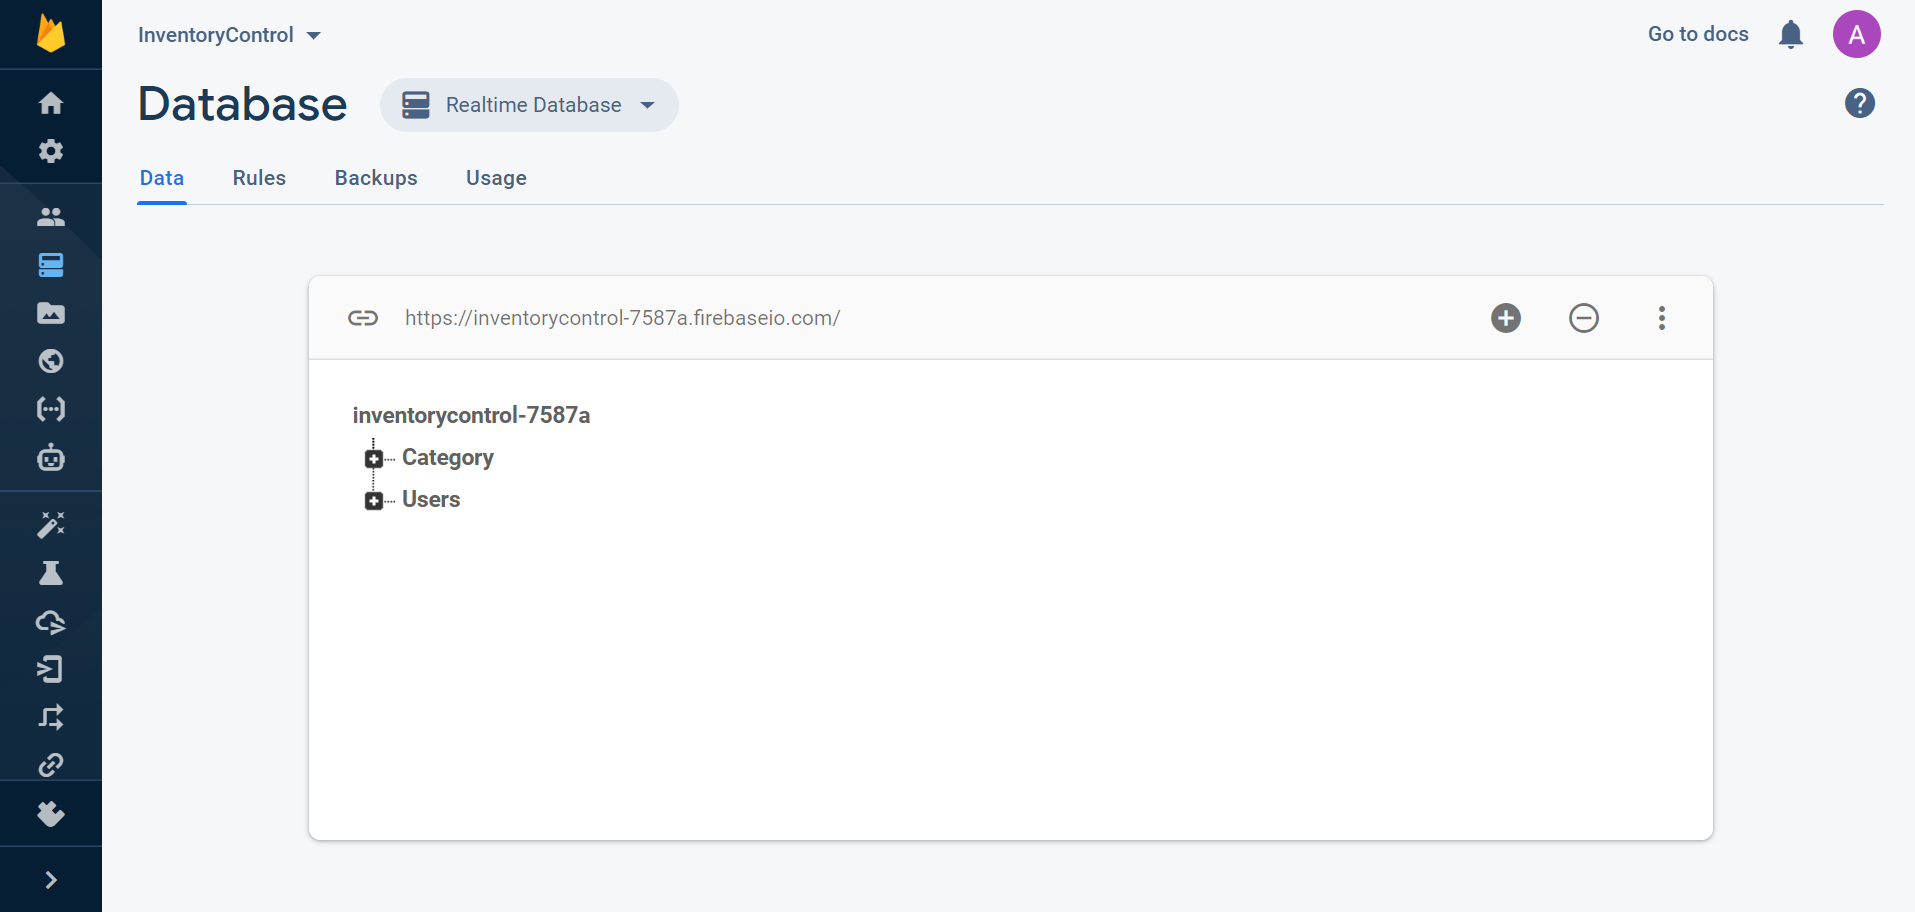 InventoryControl
Go to docs
A
Database
Realtime Database
?
Data
Rules
Backups
Usage
https://inventorycontrol-7587a.firebaseio.com/
inventorycontrol-7587a
Category
Users